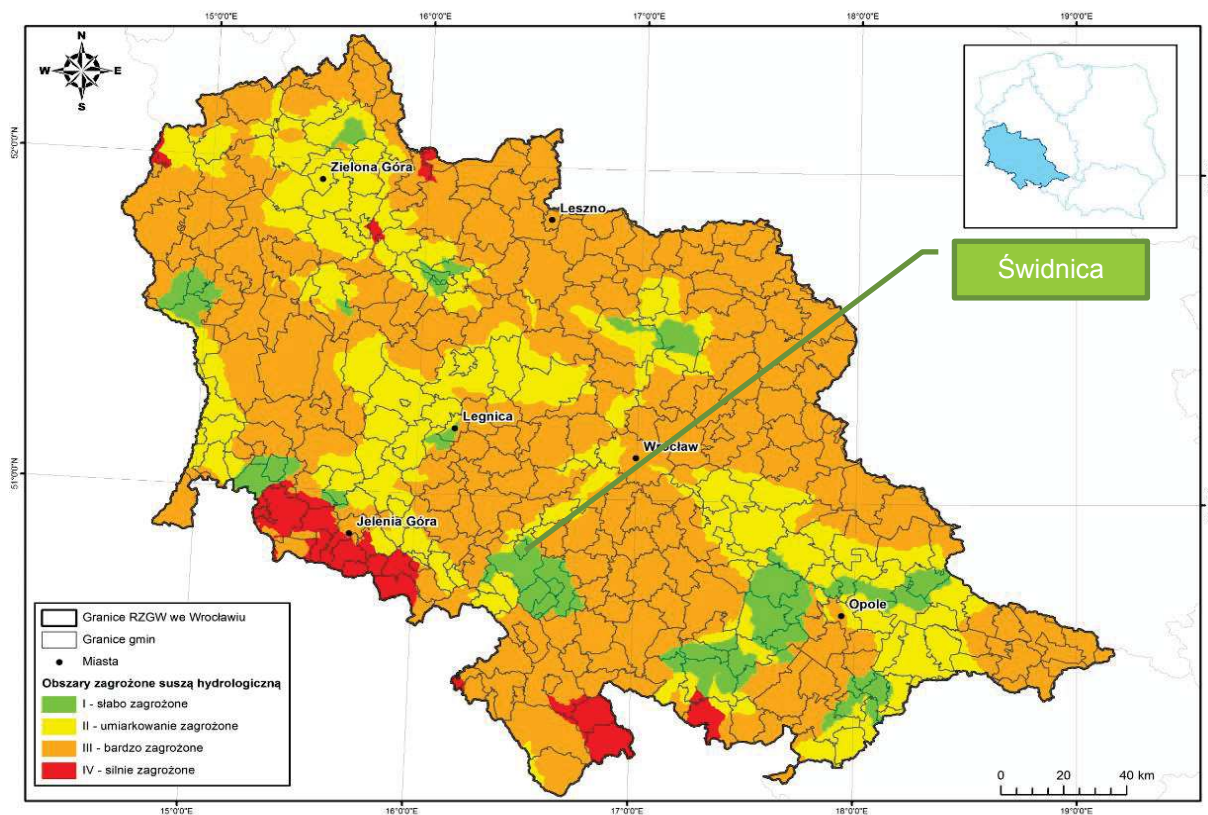 15°0'0"E
16°0'0"E
17°0'0"E
18°0'0"E
19°0'0"E
N
W E
S
52°0'0"N
Zielona Góra
Leszno
Świdnica
Legnica
Wrocław
51°0'0"N
Jelenia Góra
Opole
Granice RZGW we Wrocławiu
Granice gmin
Miasta
Obszary zagrożone suszą hydrologiczną
I - słabo zagrożone
II - umiarkowanie zagrożone
III - bardzo zagrożone
IV - silnie zagrożone
0 20 40 km
15°0'0"E
16°0'0"E
17°0'0"E
18°0'0"E
19°0'0"E